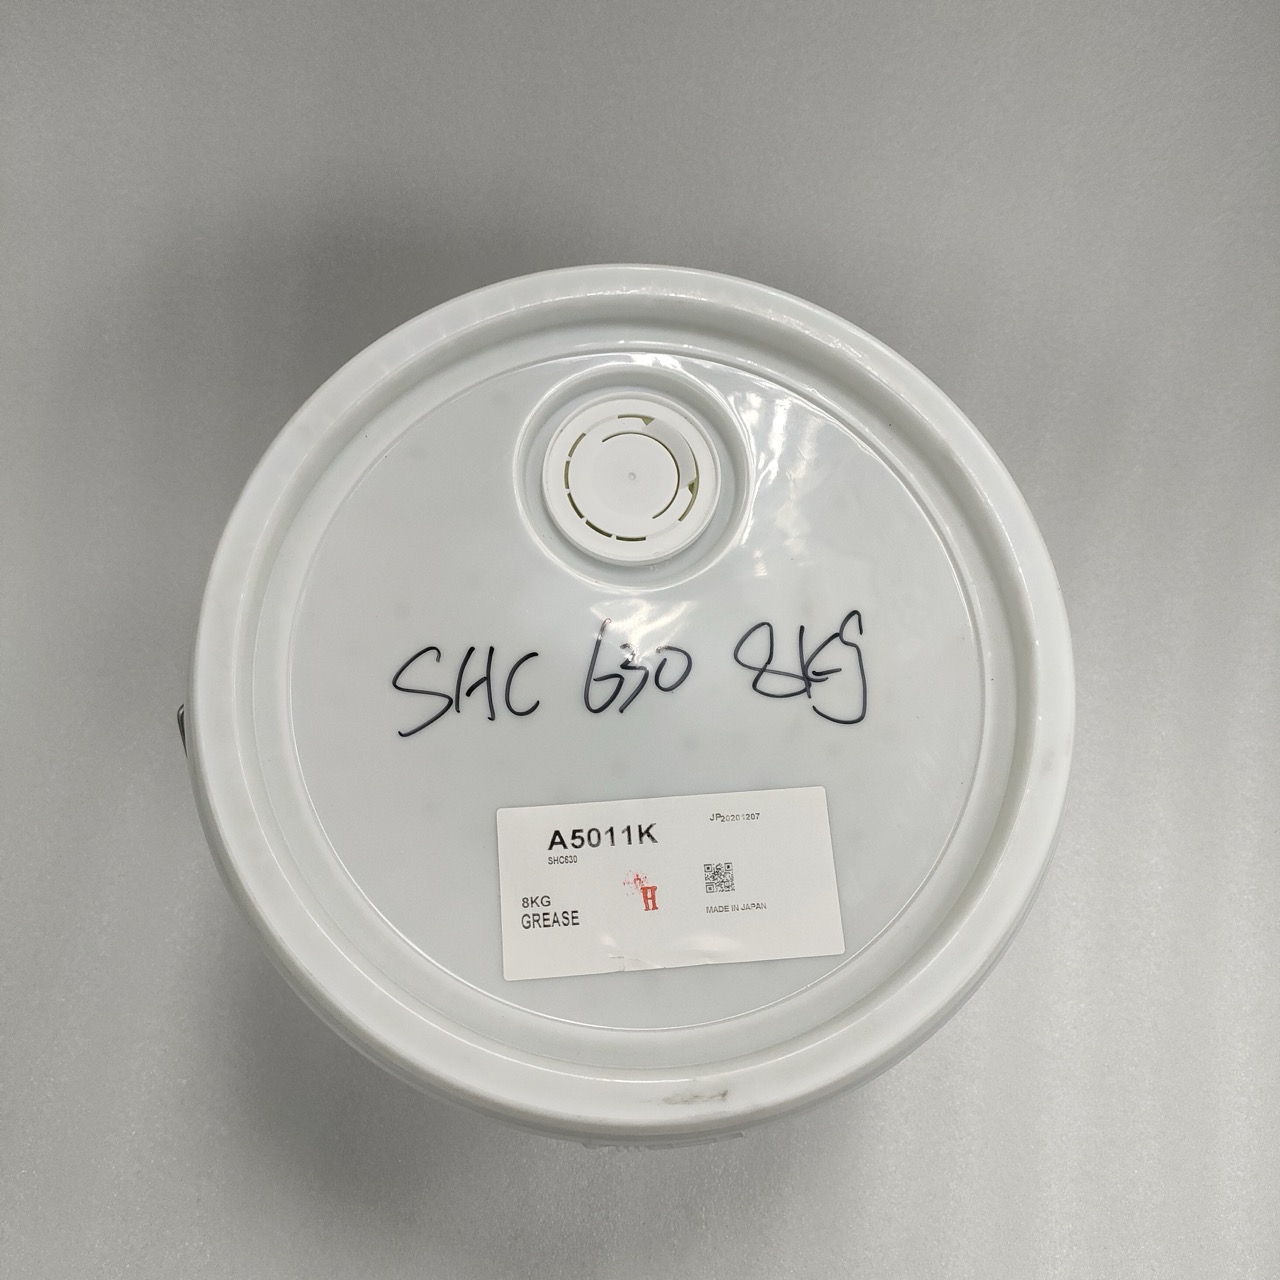 SHC 630 8KG
A5011K
JP20201207
SHC630
H
8KG
GREASE
MADE IN JAPAN